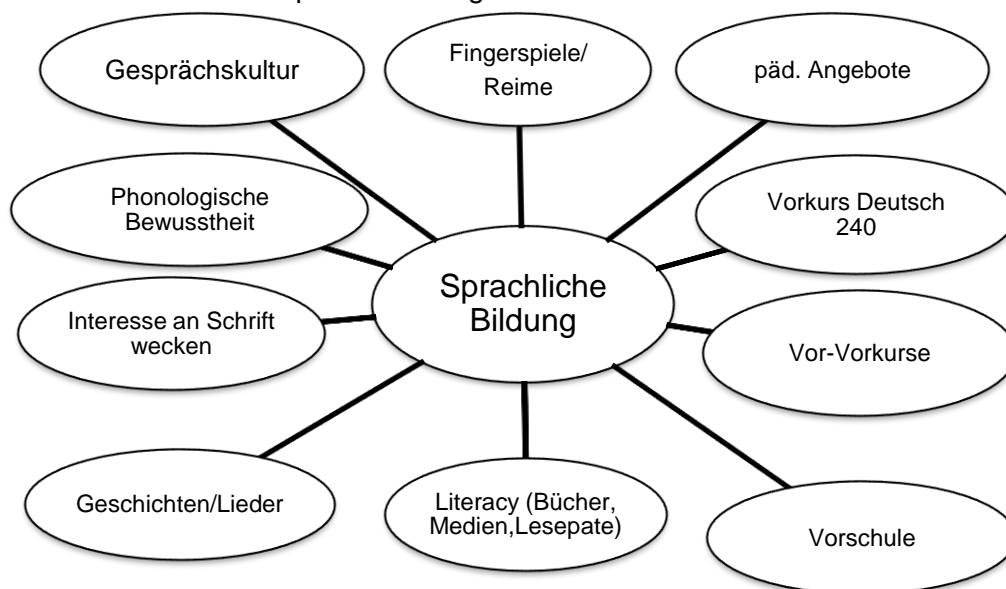 Gesprächskultur
Fingerspiele/
Reime
päd. Angebote
Phonologische
Bewusstheit
Vorkurs Deutsch
240
Sprachliche
Bildung
Interesse an Schrift
wecken
Vor-Vorkurse
Geschichten/Lieder
Literacy (Bücher,
Medien,Lesepate)
Vorschule